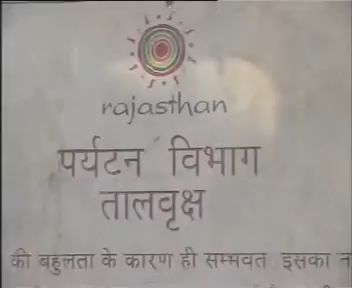 rajasthan
पर्यटन विभाग
तालवृक्ष
की बहुलता के कारण ही सम्भवत इसका